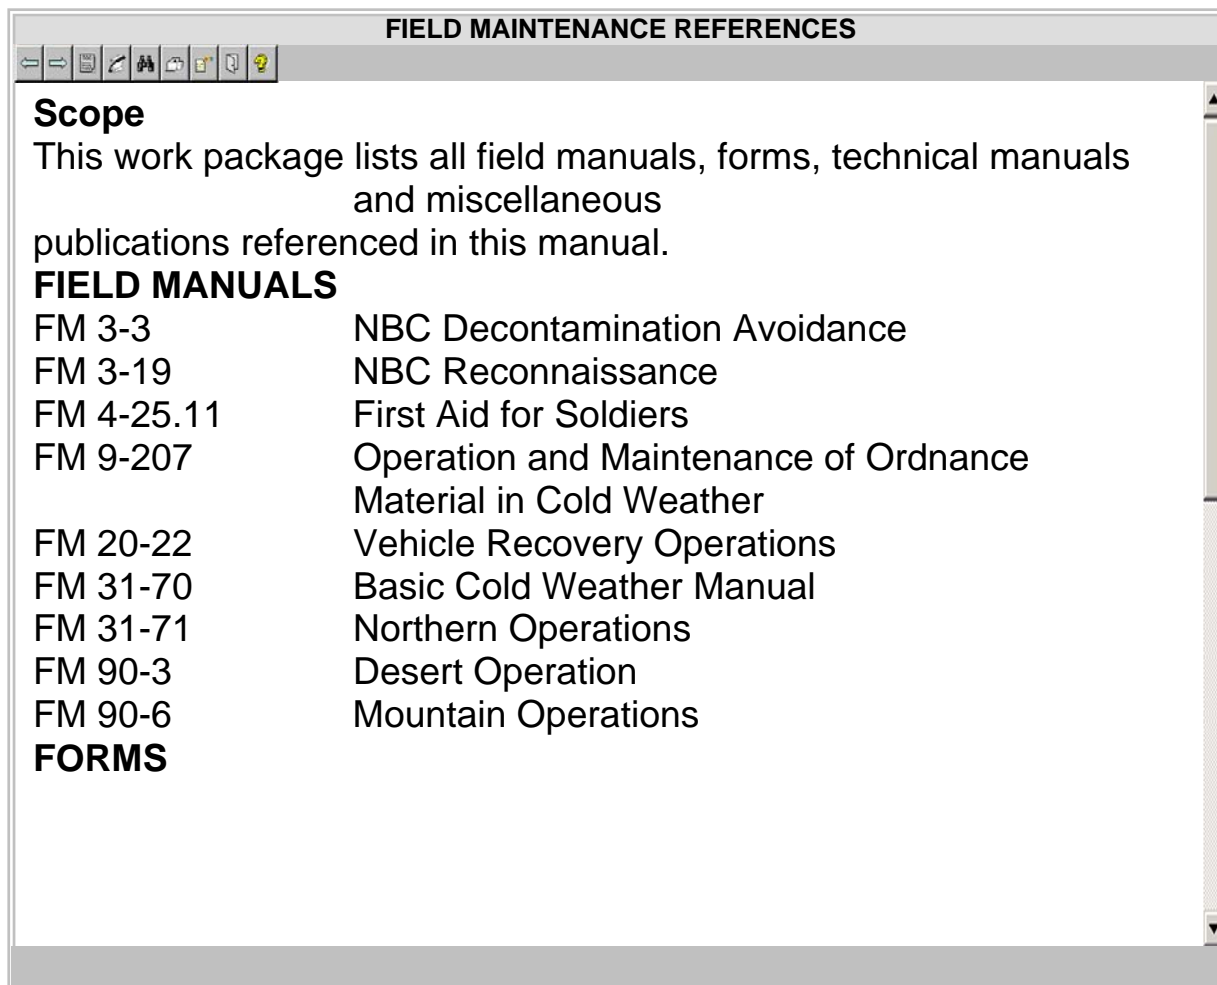 FIELD MAINTENANCE REFERENCES
Scope
This work package lists all field manuals, forms, technical manuals
and miscellaneous
publications referenced in this manual.
FIELD MANUALS
FM 3-3 NBC Decontamination Avoidance
FM 3-19 NBC Reconnaissance
FM 4-25.11 First Aid for Soldiers
FM 9-207 Operation and Maintenance of Ordnance
Material in Cold Weather
FM 20-22 Vehicle Recovery Operations
FM 31-70 Basic Cold Weather Manual
FM 31-71 Northern Operations
FM 90-3 Desert Operation
FM 90-6 Mountain Operations
FORMS